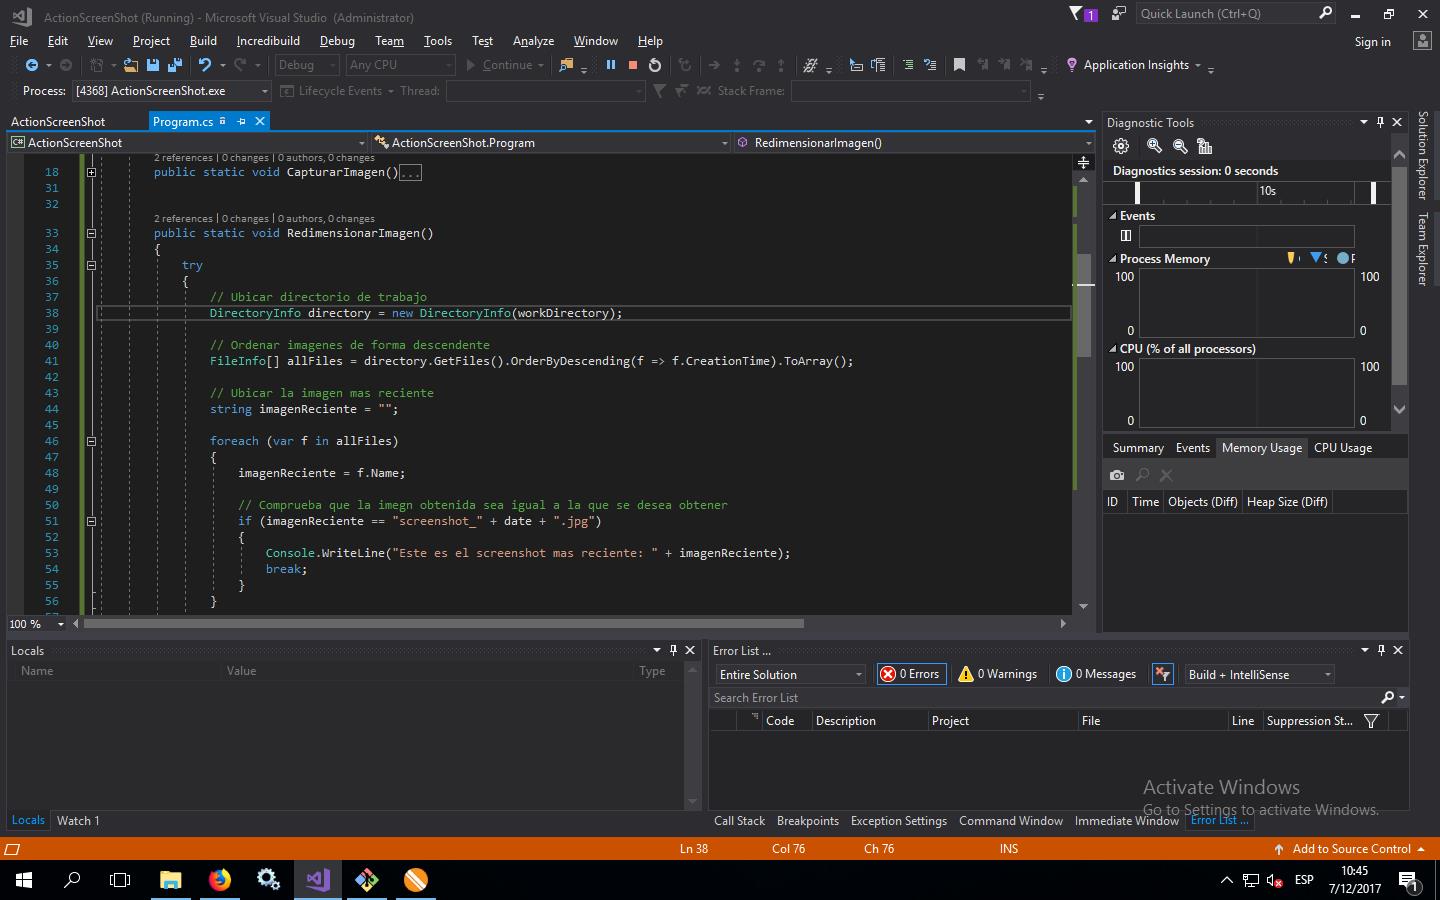 ActionScreenShot (Running) - Microsoft Visual Studio (Administrator)
1
Quick Launch (Ctrl+Q)
File Edit View Project Build Incredibuild Debug Team Tools Test Analyze Window Help
Sign in
Debug Any CPU Continue Application Insights
Process: [4368] ActionScreenShot.exe Lifecycle Events Thread: Stack Frame:
ActionScreenShot Program.cs
C# ActionScreenShot ActionScreenShot.Program RedimensionarImagen()
2 references | 0 changes | 0 authors, 0 changes
18 public static void CapturarImagen()...
31
32
2 references | 0 changes | 0 authors, 0 changes
33 public static void RedimensionarImagen()
34 {
35 try
36 {
37 // Ubicar directorio de trabajo
38 DirectoryInfo directory = new DirectoryInfo(workDirectory);
39
40 // Ordenar imagenes de forma descendente
41 FileInfo[] allFiles = directory.GetFiles().OrderByDescending(f => f.CreationTime).ToArray();
42
43 // Ubicar la imagen mas reciente
44 string imagenReciente = "";
45
46 foreach (var f in allFiles)
47 {
48 imagenReciente = f.Name;
49
50 // Comprueba que la imegn obtenida sea igual a la que se desea obtener
51 if (imagenReciente == "screenshot_" + date + ".jpg")
52 {
53 Console.WriteLine("Este es el screenshot mas reciente: " + imagenReciente);
54 break;
55 }
56 }
100 %
Diagnostic Tools
Diagnostics session: 0 seconds
10s
Events
Process Memory
100 100
0 0
CPU (% of all processors)
100 100
0 0
Summary Events Memory Usage CPU Usage
ID Time Objects (Diff) Heap Size (Diff)
Solution Explorer
Team Explorer
Locals
Name Value Type
Locals Watch 1
Error List ...
Entire Solution 0 Errors 0 Warnings 0 Messages Build + IntelliSense
Search Error List
Code Description Project File Line Suppression St...
Activate Windows
Go to Settings to activate Windows.
Call Stack Breakpoints Exception Settings Command Window Immediate Window Error List ...
Ln 38 Col 76 Ch 76 INS Add to Source Control
ESP
10:45
7/12/2017
1